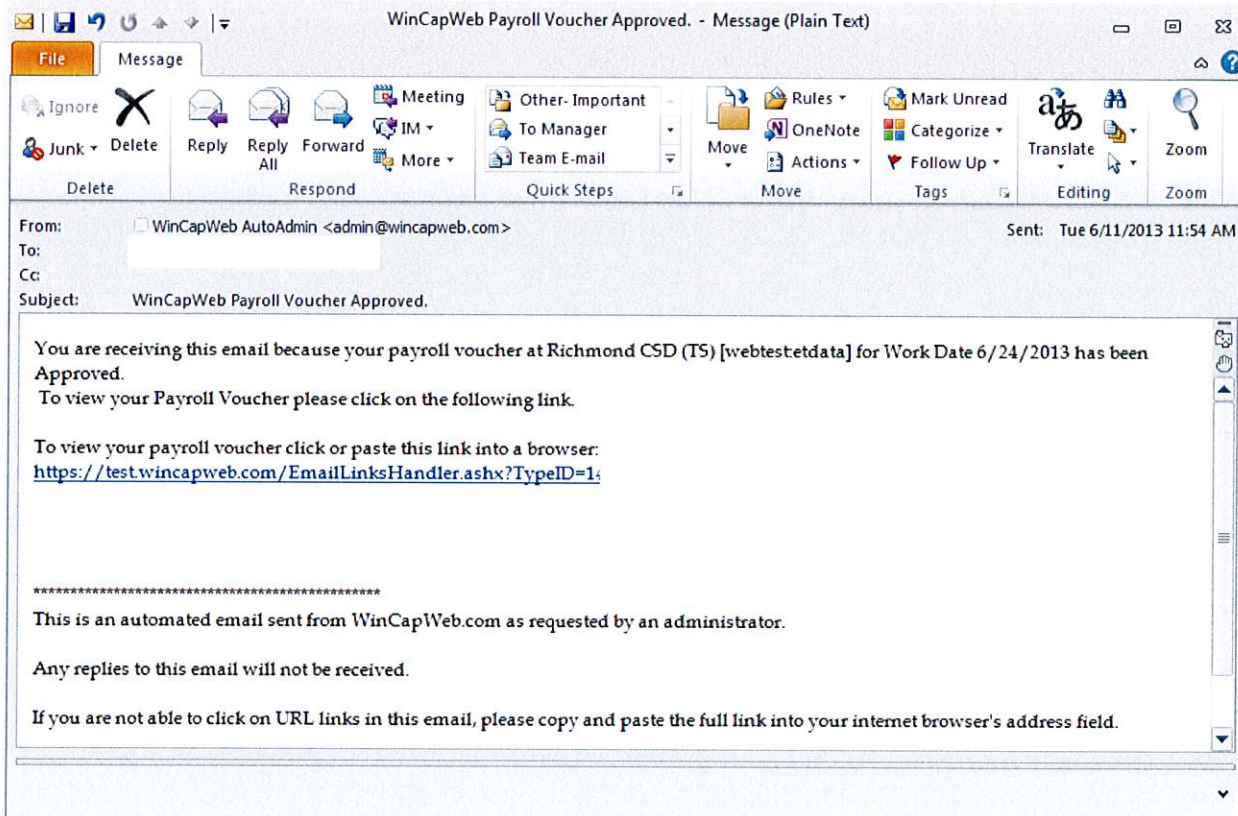 WinCapWeb Payroll Voucher Approved. - Message (Plain Text)
File Message
Ignore
Junk
Delete
Reply
Reply All
Forward
Meeting
IM
More
Other- Important
To Manager
Team E-mail
Move
Rules
OneNote
Actions
Mark Unread
Categorize
Follow Up
Translate
Zoom
Delete Respond Quick Steps Move Tags Editing Zoom
From: WinCapWeb AutoAdmin <admin@wincapweb.com> Sent: Tue 6/11/2013 11:54 AM
To:
Cc:
Subject: WinCapWeb Payroll Voucher Approved.
You are receiving this email because your payroll voucher at Richmond CSD (TS) [webtest:etdata] for Work Date 6/24/2013 has been
Approved.
To view your Payroll Voucher please click on the following link.
To view your payroll voucher click or paste this link into a browser:
https://test.wincapweb.com/EmailLinksHandler.ashx?TypeID=14
************************************************
This is an automated email sent from WinCapWeb.com as requested by an administrator.
Any replies to this email will not be received.
If you are not able to click on URL links in this email, please copy and paste the full link into your internet browser's address field.